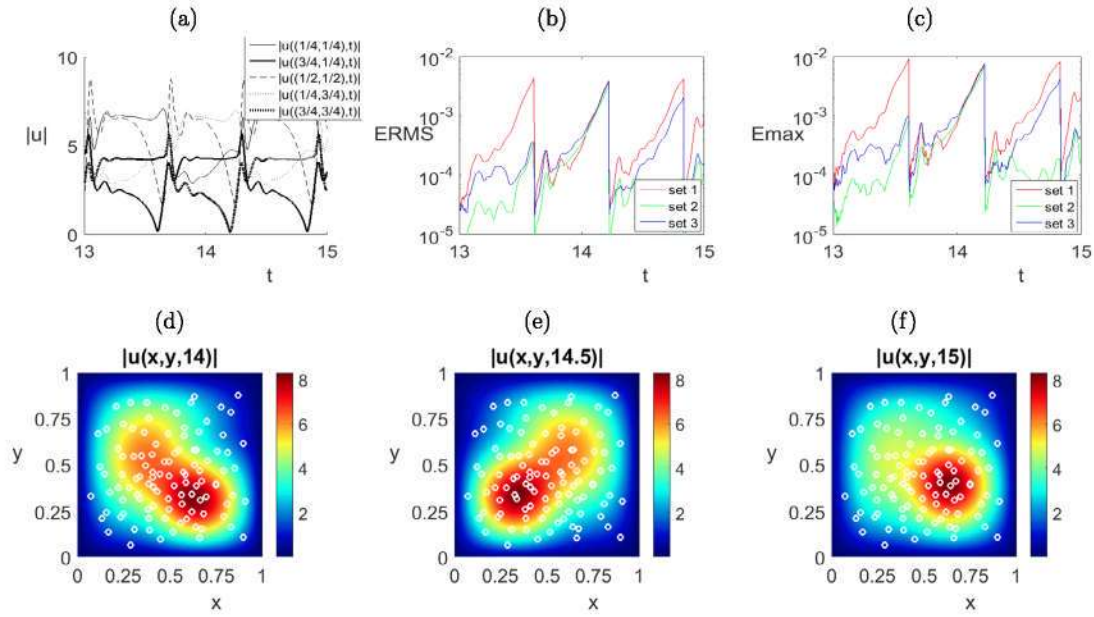 (a)
|u((1/4,1/4),t)|
|u((3/4,1/4),t)|
|u((1/2,1/2),t)|
|u((1/4,3/4),t)|
|u((3/4,3/4),t)|
10
5
0
|u|
13 14 15
t
(b)
10^-2
10^-3
10^-4
10^-5
ERMS
set 1
set 2
set 3
13 14 15
t
(c)
10^-2
10^-3
10^-4
10^-5
Emax
set 1
set 2
set 3
13 14 15
t
(d)
|u(x,y,14)|
1
0.75
0.5
0.25
0
y
0 0.25 0.5 0.75 1
x
8
6
4
2
(e)
|u(x,y,14.5)|
1
0.75
0.5
0.25
0
y
0 0.25 0.5 0.75 1
x
8
6
4
2
(f)
|u(x,y,15)|
1
0.75
0.5
0.25
0
y
0 0.25 0.5 0.75 1
x
8
6
4
2